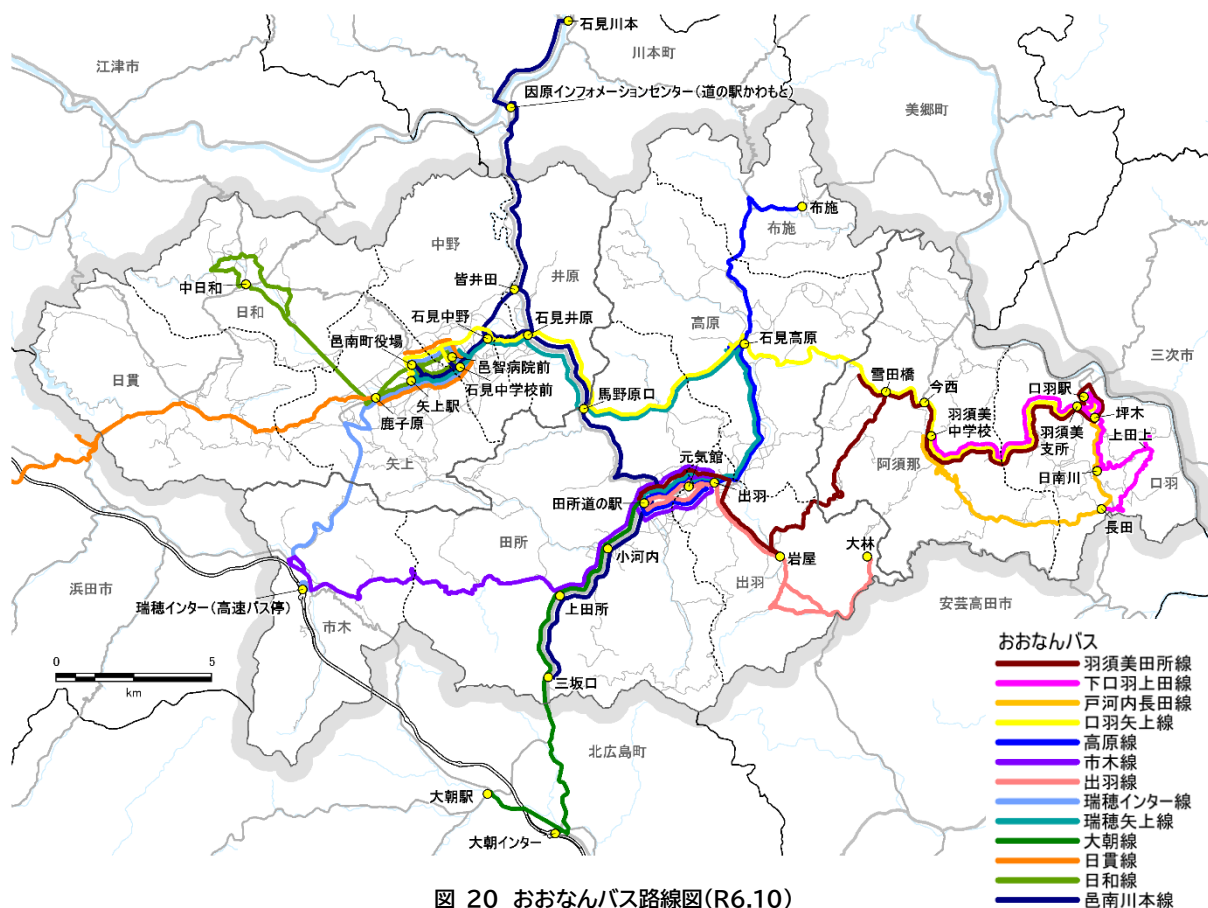 石見川本
川本町
江津市
因原インフォメーションセンター(道の駅かわもと)
美郷町
布施
布施
中野
皆井田
井原
中日和
日和
石見中野
石見井原
高原
石見高原
邑南町役場
邑智病院前
三次市
日貫
石見中学校前
矢上駅
馬野原口
雪田橋
今西
口羽駅
鹿子原
羽須美
中学校
羽須美
支所
坪木
上田上
矢上
元気館
阿須那
日南川
口羽
田所道の駅
出羽
長田
田所
小河内
岩屋
大林
出羽
浜田市
瑞穂インター(高速バス停)
上田所
安芸高田市
市木
0 5
km
三坂口
北広島町
大朝駅
大朝インター
おおなんバス
羽須美田所線
下口羽上田線
戸河内長田線
口羽矢上線
高原線
市木線
出羽線
瑞穂インター線
瑞穂矢上線
大朝線
日貫線
日和線
邑南川本線
図 20 おおなんバス路線図(R6.10)